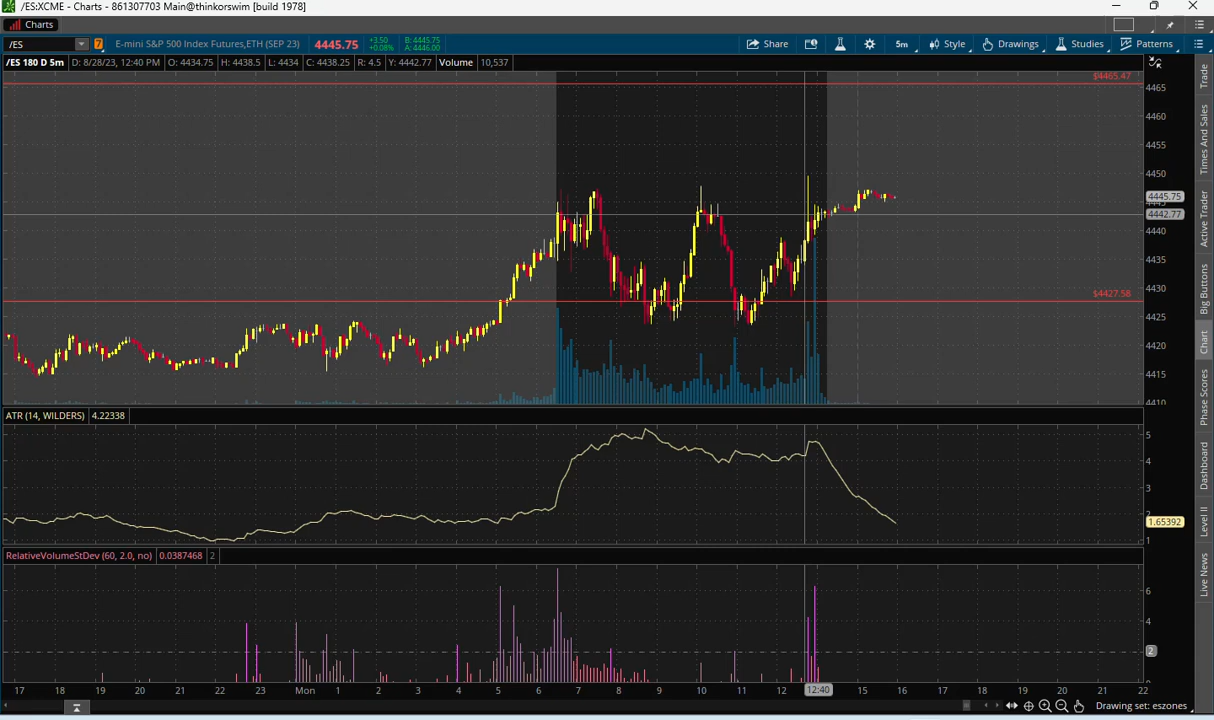 /ES:XCME - Charts - 861307703 Main@thinkorswim [build 1978]
Charts
/ES 7 E-mini S&P 500 Index Futures,ETH (SEP 23) 4445.75 +3.50 +0.08% B: 4445.75 A: 4446.00 Share 5m Style Drawings Studies Patterns
/ES 180 D 5m D: 8/28/23, 12:40 PM O: 4434.75 H: 4438.5 L: 4434 C: 4438.25 R: 4.5 Y: 4442.77 Volume 10,537
$4465.47
4465
4460
4455
4450
4445.75
4445
4442.77
4440
4435
4430
$4427.58
4425
4420
4415
4410
ATR (14, WILDERS) 4.22338
5
4
3
2
1.65392
1
RelativeVolumeStDev (60, 2.0, no) 0.0387468 2
6
4
2
17 18 19 20 21 22 23 Mon 1 2 3 4 5 6 7 8 9 10 11 12 12:40 15 16 17 18 19 20 21 22
Drawing set: eszones
Trade
Times And Sales
Active Trader
Big Buttons
Chart
Phase Scores
Dashboard
Level II
Live News